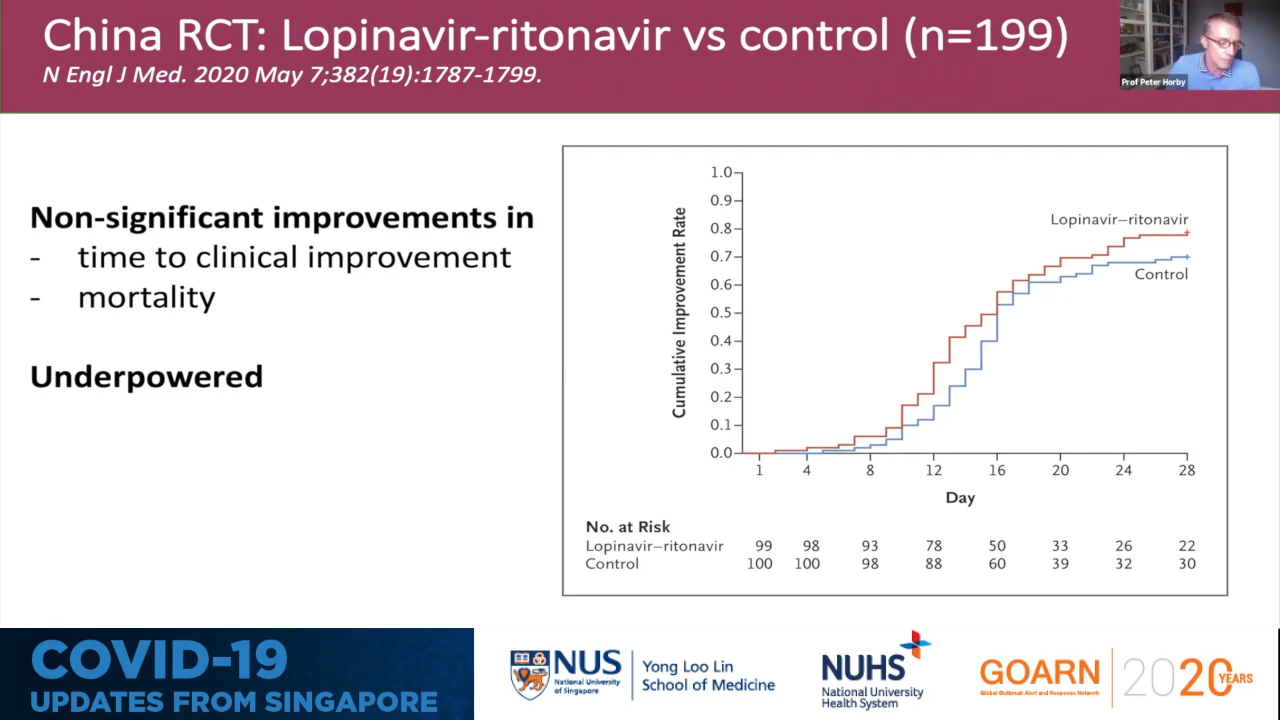 China RCT: Lopinavir-ritonavir vs control (n=199)
N Engl J Med. 2020 May 7;382(19):1787-1799.
Prof Peter Horby
Non-significant improvements in
- time to clinical improvement
- mortality
Underpowered
Cumulative Improvement Rate
1.0
0.9
0.8
0.7
0.6
0.5
0.4
0.3
0.2
0.1
0.0
Lopinavir–ritonavir
Control
1 4 8 12 16 20 24 28
Day
No. at Risk
Lopinavir–ritonavir 99 98 93 78 50 33 26 22
Control 100 100 98 88 60 39 32 30
COVID-19
UPDATES FROM SINGAPORE
NUS
National University
of Singapore
Yong Loo Lin
School of Medicine
NUHS
National University
Health System
GOARN
Global Outbreak Alert and Response Network
2020 YEARS